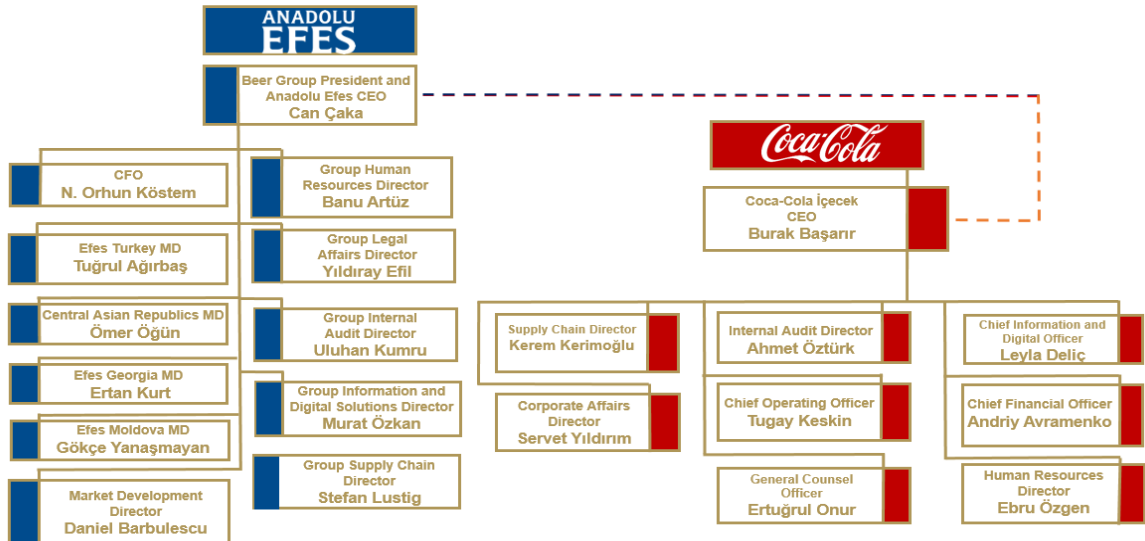 ANADOLU
EFES
Beer Group President and
Anadolu Efes CEO
Can Çaka
CFO
N. Orhun Köstem
Efes Turkey MD
Tuğrul Ağırbaş
Central Asian Republics MD
Ömer Öğün
Efes Georgia MD
Ertan Kurt
Efes Moldova MD
Gökçe Yanaşmayan
Market Development
Director
Daniel Barbulescu
Group Human
Resources Director
Banu Artüz
Group Legal
Affairs Director
Yıldıray Efil
Group Internal
Audit Director
Uluhan Kumru
Group Information and
Digital Solutions Director
Murat Özkan
Group Supply Chain
Director
Stefan Lustig
Coca-Cola
Coca-Cola İçecek
CEO
Burak Başarır
Supply Chain Director
Kerem Kerimoğlu
Corporate Affairs
Director
Servet Yıldırım
Internal Audit Director
Ahmet Öztürk
Chief Operating Officer
Tugay Keskin
General Counsel
Officer
Ertuğrul Onur
Chief Information and
Digital Officer
Leyla Deliç
Chief Financial Officer
Andriy Avramenko
Human Resources
Director
Ebru Özgen